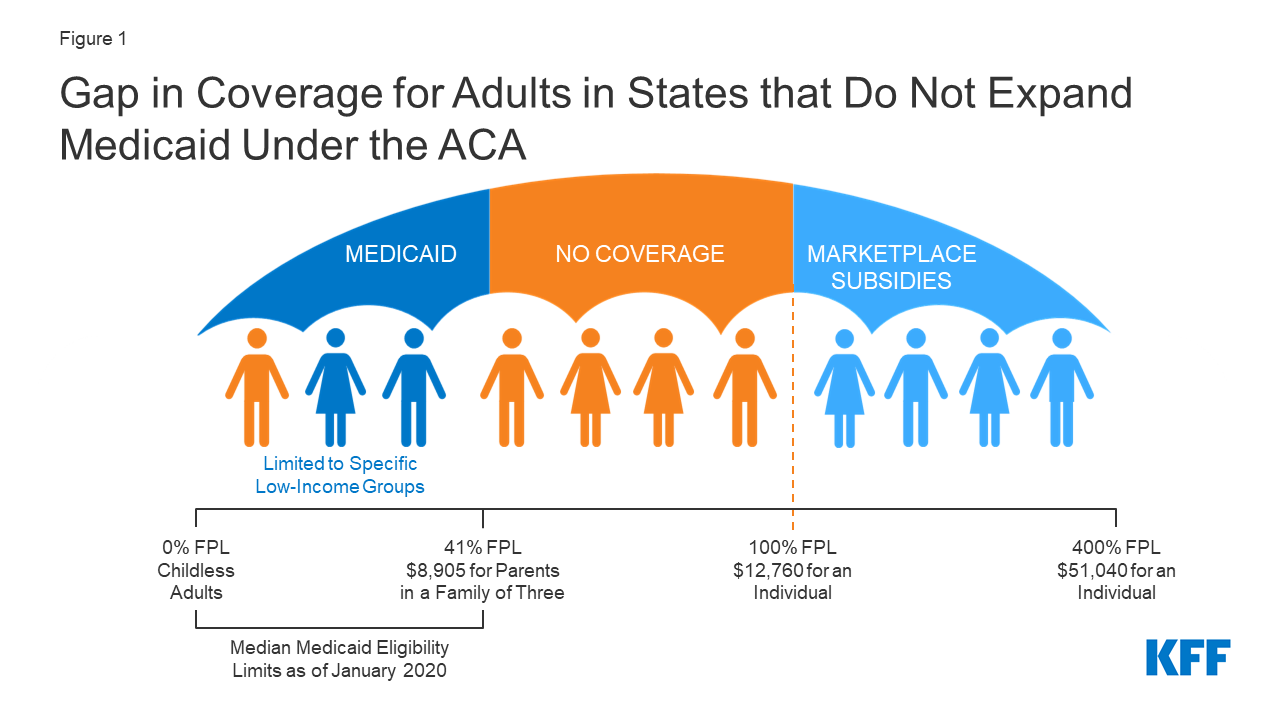 Figure 1
Gap in Coverage for Adults in States that Do Not Expand
Medicaid Under the ACA
MEDICAID
NO COVERAGE
MARKETPLACE
SUBSIDIES
Limited to Specific
Low-Income Groups
0% FPL
Childless
Adults
41% FPL
$8,905 for Parents
in a Family of Three
100% FPL
$12,760 for an
Individual
400% FPL
$51,040 for an
Individual
Median Medicaid Eligibility
Limits as of January 2020
KFF